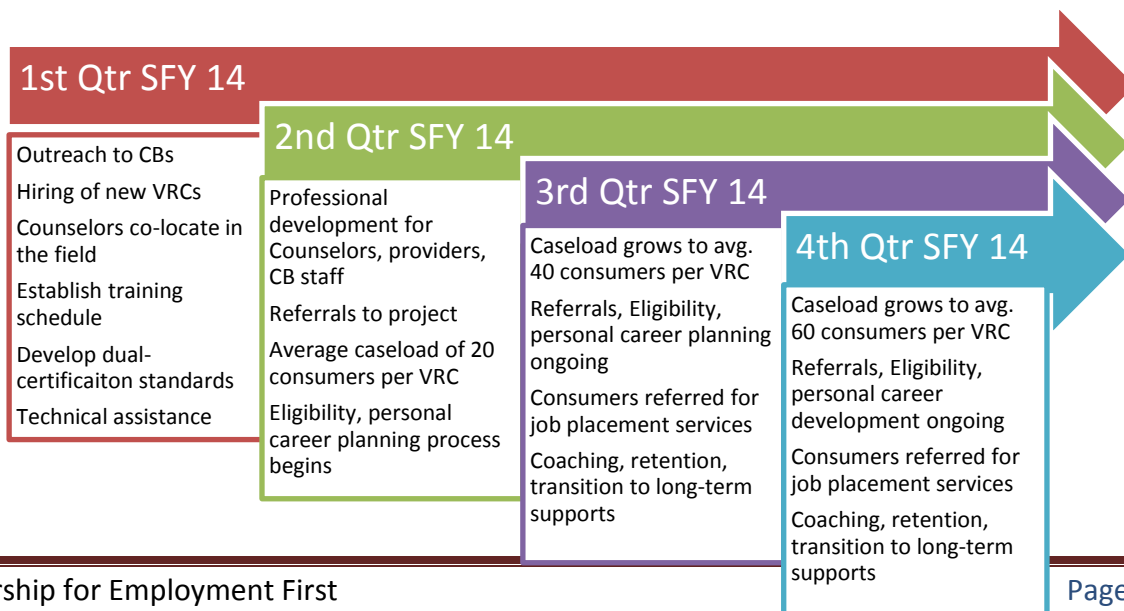 1st Qtr SFY 14
Outreach to CBs
Hiring of new VRCs
Counselors co-locate in
the field
Establish training
schedule
Develop dual-
certificaiton standards
Technical assistance
2nd Qtr SFY 14
Professional
development for
Counselors, providers,
CB staff
Referrals to project
Average caseload of 20
consumers per VRC
Eligibility, personal
career planning process
begins
3rd Qtr SFY 14
Caseload grows to avg.
40 consumers per VRC
Referrals, Eligibility,
personal career planning
ongoing
Consumers referred for
job placement services
Coaching, retention,
transition to long-term
supports
4th Qtr SFY 14
Caseload grows to avg.
60 consumers per VRC
Referrals, Eligibility,
personal career
development ongoing
Consumers referred for
job placement services
Coaching, retention,
transition to long-term
supports
rship for Employment First
Page